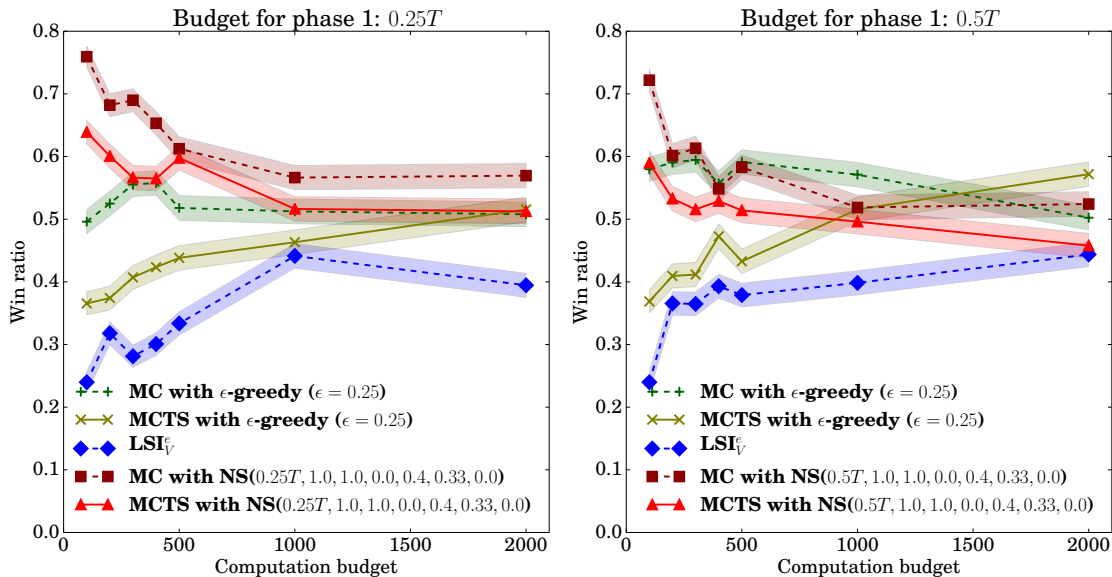 Budget for phase 1: 0.25T
0.8
0.7
0.6
0.5
0.4
0.3
0.2
0.1
0.0
Win ratio
MC with ϵ-greedy (ϵ = 0.25)
MCTS with ϵ-greedy (ϵ = 0.25)
LSI_V^e
MC with NS(0.25T, 1.0, 1.0, 0.0, 0.4, 0.33, 0.0)
MCTS with NS(0.25T, 1.0, 1.0, 0.0, 0.4, 0.33, 0.0)
0 500 1000 1500 2000
Computation budget
Budget for phase 1: 0.5T
0.8
0.7
0.6
0.5
0.4
0.3
0.2
0.1
0.0
Win ratio
MC with ϵ-greedy (ϵ = 0.25)
MCTS with ϵ-greedy (ϵ = 0.25)
LSI_V^e
MC with NS(0.5T, 1.0, 1.0, 0.0, 0.4, 0.33, 0.0)
MCTS with NS(0.5T, 1.0, 1.0, 0.0, 0.4, 0.33, 0.0)
0 500 1000 1500 2000
Computation budget